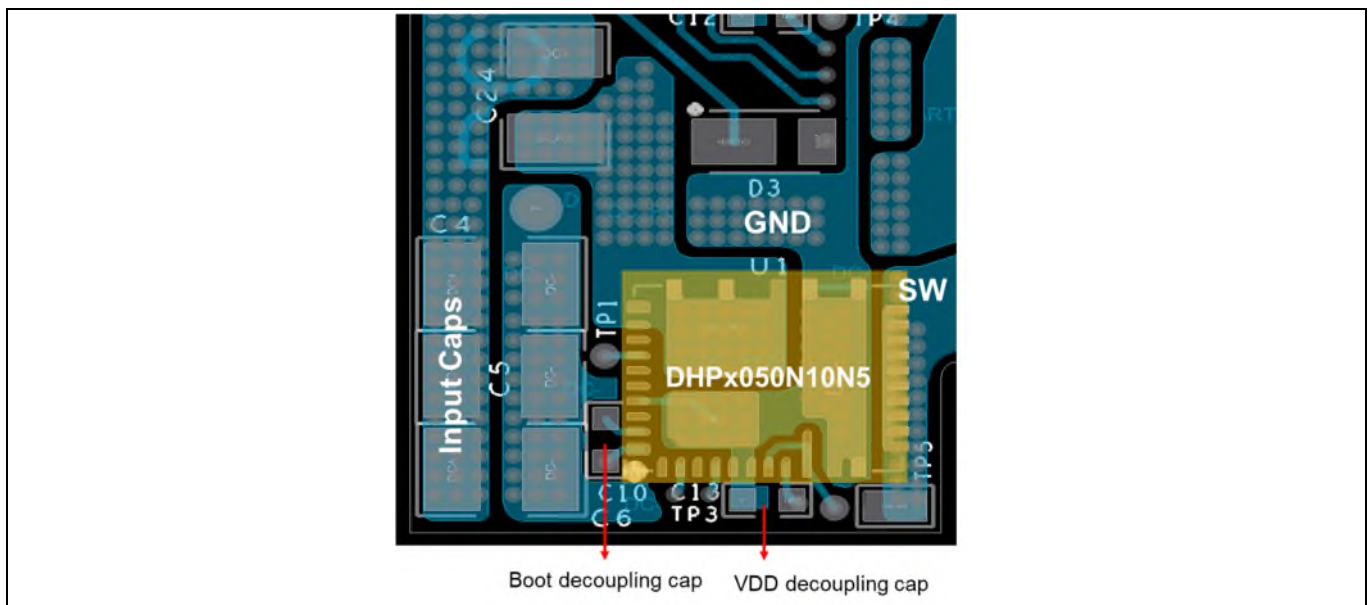 C12
TP4
C24
D3
GND
C4
U1
SW
TP1
Input Caps
C5
DHPx050N10N5
TP5
C10
C13
C6
TP3
Boot decoupling cap
VDD decoupling cap